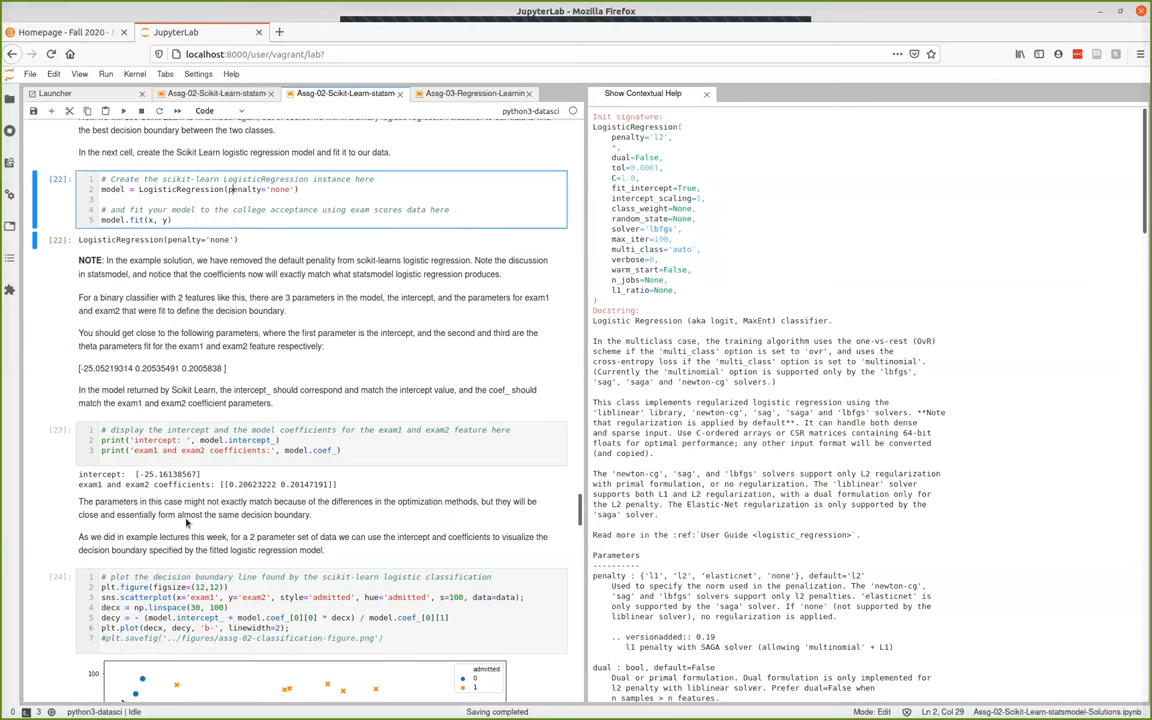 JupyterLab - Mozilla Firefox
Homepage - Fall 2020 -
JupyterLab
localhost:8000/user/vagrant/lab?
File Edit View Run Kernel Tabs Settings Help
Launcher
Assg-02-Scikit-Learn-statsm
Assg-02-Scikit-Learn-statsm
Assg-03-Regression-Learnin
Show Contextual Help
Code
python3-datasci
the best decision boundary between the two classes.
In the next cell, create the Scikit Learn logistic regression model and fit it to our data.
[22]:
1 # Create the scikit-learn LogisticRegression instance here
2 model = LogisticRegression(penalty='none')
3
4 # and fit your model to the college acceptance using exam scores data here
5 model.fit(x, y)
[22]: LogisticRegression(penalty='none')
NOTE: In the example solution, we have removed the default penality from scikit-learns logistic regression. Note the discussion
in statsmodel, and notice that the coefficients now will exactly match what statsmodel logistic regression produces.
For a binary classifier with 2 features like this, there are 3 parameters in the model, the intercept, and the parameters for exam1
and exam2 that were fit to define the decision boundary.
You should get close to the following parameters, where the first parameter is the intercept, and the second and third are the
theta parameters fit for the exam1 and exam2 feature respectively:
[-25.05219314 0.20535491 0.2005838 ]
In the model returned by Scikit Learn, the intercept_ should correspond and match the intercept value, and the coef_ should
match the exam1 and exam2 coefficient parameters.
[23]:
1 # display the intercept and the model coefficients for the exam1 and exam2 feature here
2 print('intercept: ', model.intercept_)
3 print('exam1 and exam2 coefficients:', model.coef_)
intercept:  [-25.16138567]
exam1 and exam2 coefficients: [[0.20623222 0.20147191]]
The parameters in this case might not exactly match because of the differences in the optimization methods, but they will be
close and essentially form almost the same decision boundary.
As we did in example lectures this week, for a 2 parameter set of data we can use the intercept and coefficients to visualize the
decision boundary specified by the fitted logistic regression model.
[24]:
1 # plot the decision boundary line found by the scikit-learn logistic classification
2 plt.figure(figsize=(12,12))
3 sns.scatterplot(x='exam1', y='exam2', style='admitted', hue='admitted', s=100, data=data);
4 decx = np.linspace(30, 100)
5 decy = - (model.intercept_ + model.coef_[0][0] * decx) / model.coef_[0][1]
6 plt.plot(decx, decy, 'b-', linewidth=2);
7 #plt.savefig('../figures/assg-02-classification-figure.png')
100
admitted
0
1
Init signature:
LogisticRegression(
penalty='l2',
*,
dual=False,
tol=0.0001,
C=1.0,
fit_intercept=True,
intercept_scaling=1,
class_weight=None,
random_state=None,
solver='lbfgs',
max_iter=100,
multi_class='auto',
verbose=0,
warm_start=False,
n_jobs=None,
l1_ratio=None,
)
Docstring:
Logistic Regression (aka logit, MaxEnt) classifier.
In the multiclass case, the training algorithm uses the one-vs-rest (OvR)
scheme if the 'multi_class' option is set to 'ovr', and uses the
cross-entropy loss if the 'multi_class' option is set to 'multinomial'.
(Currently the 'multinomial' option is supported only by the 'lbfgs',
'sag', 'saga' and 'newton-cg' solvers.)
This class implements regularized logistic regression using the
'liblinear' library, 'newton-cg', 'sag', 'saga' and 'lbfgs' solvers. **Note
that regularization is applied by default**. It can handle both dense
and sparse input. Use C-ordered arrays or CSR matrices containing 64-bit
floats for optimal performance; any other input format will be converted
(and copied).
The 'newton-cg', 'sag', and 'lbfgs' solvers support only L2 regularization
with primal formulation, or no regularization. The 'liblinear' solver
supports both L1 and L2 regularization, with a dual formulation only for
the L2 penalty. The Elastic-Net regularization is only supported by the
'saga' solver.
Read more in the :ref:`User Guide <logistic_regression>`.
Parameters
----------
penalty : {'l1', 'l2', 'elasticnet', 'none'}, default='l2'
Used to specify the norm used in the penalization. The 'newton-cg',
'sag' and 'lbfgs' solvers support only l2 penalties. 'elasticnet' is
only supported by the 'saga' solver. If 'none' (not supported by the
liblinear solver), no regularization is applied.
.. versionadded:: 0.19
l1 penalty with SAGA solver (allowing 'multinomial' + L1)
dual : bool, default=False
Dual or primal formulation. Dual formulation is only implemented for
l2 penalty with liblinear solver. Prefer dual=False when
n_samples > n_features.
0 3 python3-datasci | Idle
Saving completed
Mode: Edit
Ln 2, Col 29
Assg-02-Scikit-Learn-statsmodel-Solutions.ipynb